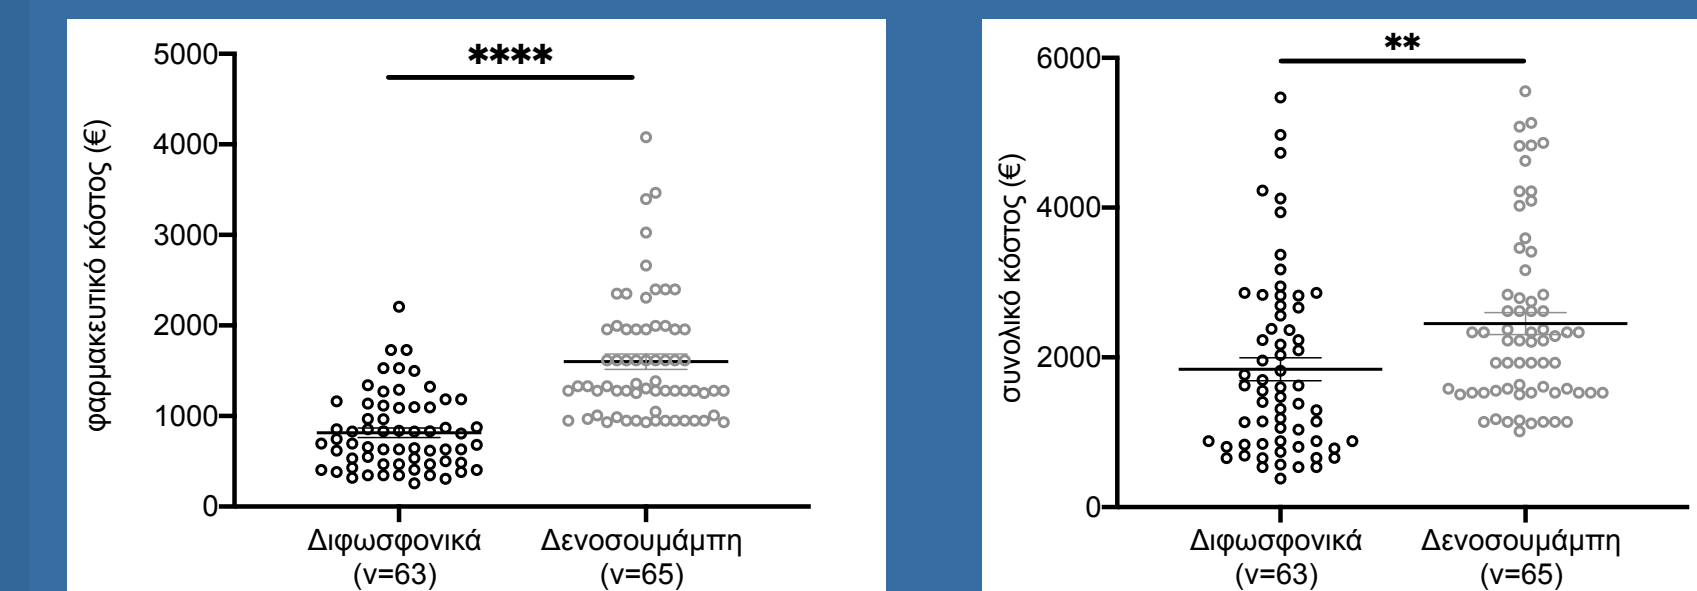 φαρμακευτικό κόστος (€)
5000
4000
3000
2000
1000
0
****
Διφωσφονικά
(ν=63)
Δενοσουμάμπη
(ν=65)
συνολικό κόστος (€)
6000
4000
2000
0
**
Διφωσφονικά
(ν=63)
Δενοσουμάμπη
(ν=65)